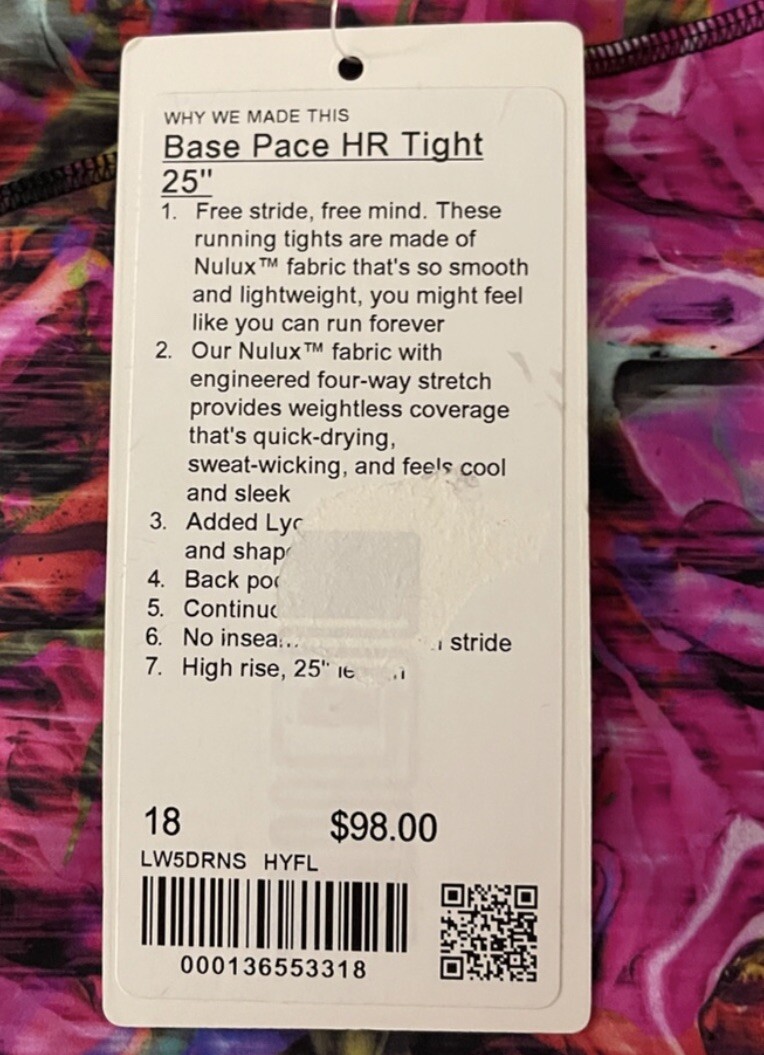 WHY WE MADE THIS
Base Pace HR Tight
25"
1. Free stride, free mind. These
running tights are made of
Nulux™ fabric that's so smooth
and lightweight, you might feel
like you can run forever
2. Our Nulux™ fabric with
engineered four-way stretch
provides weightless coverage
that's quick-drying,
sweat-wicking, and feels cool
and sleek
3. Added
and
4. Back
5.
6. No stride
7. High rise, 25"
18 $98.00
LW5DRNS HYFL
000136553318